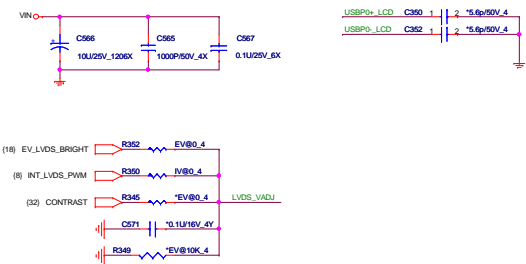 VIN
C566
10U/25V_1206X
C565
1000P/50V_4X
C567
0.1U/25V_6X
USBP0+_LCD C350 1 2 *5.6p/50V_4
USBP0-_LCD C352 1 2 *5.6p/50V_4
(18) EV_LVDS_BRIGHT R352 EV@0_4
(8) INT_LVDS_PWM R350 IV@0_4
(32) CONTRAST R345 *EV@0_4 LVDS_VADJ
C571 *0.1U/16V_4Y
R349 *EV@10K_4